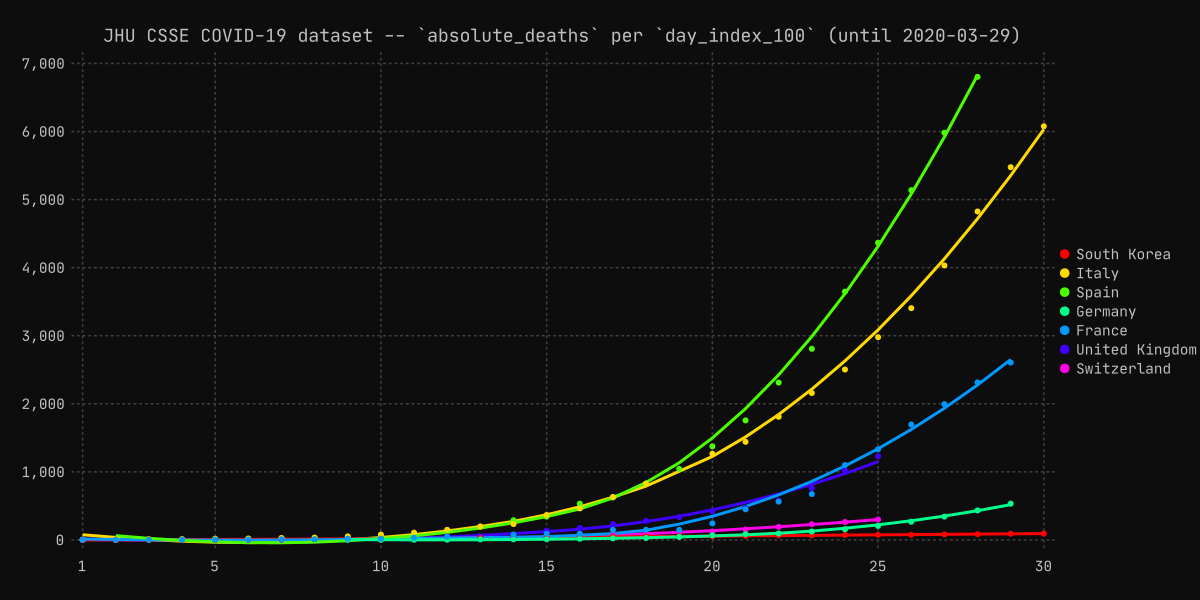 JHU CSSE COVID-19 dataset -- `absolute_deaths` per `day_index_100` (until 2020-03-29)
7,000
6,000
5,000
4,000
3,000
2,000
1,000
0
1 5 10 15 20 25 30
South Korea
Italy
Spain
Germany
France
United Kingdom
Switzerland